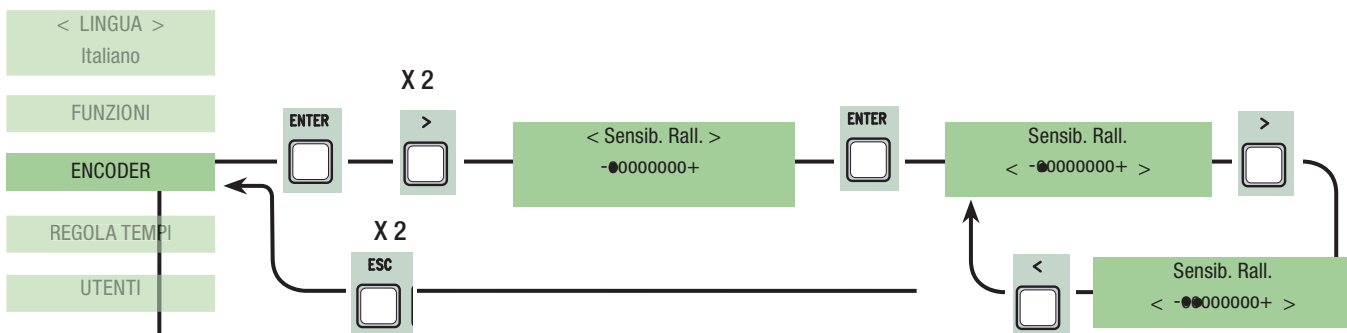 < LINGUA >
Italiano
FUNZIONI
ENCODER
REGOLA TEMPI
UTENTI
ENTER
X 2
>
< Sensib. Rall. >
-●0000000+
ENTER
Sensib. Rall.
< -●0000000+ >
>
X 2
ESC
<
Sensib. Rall.
< -●●000000+ >